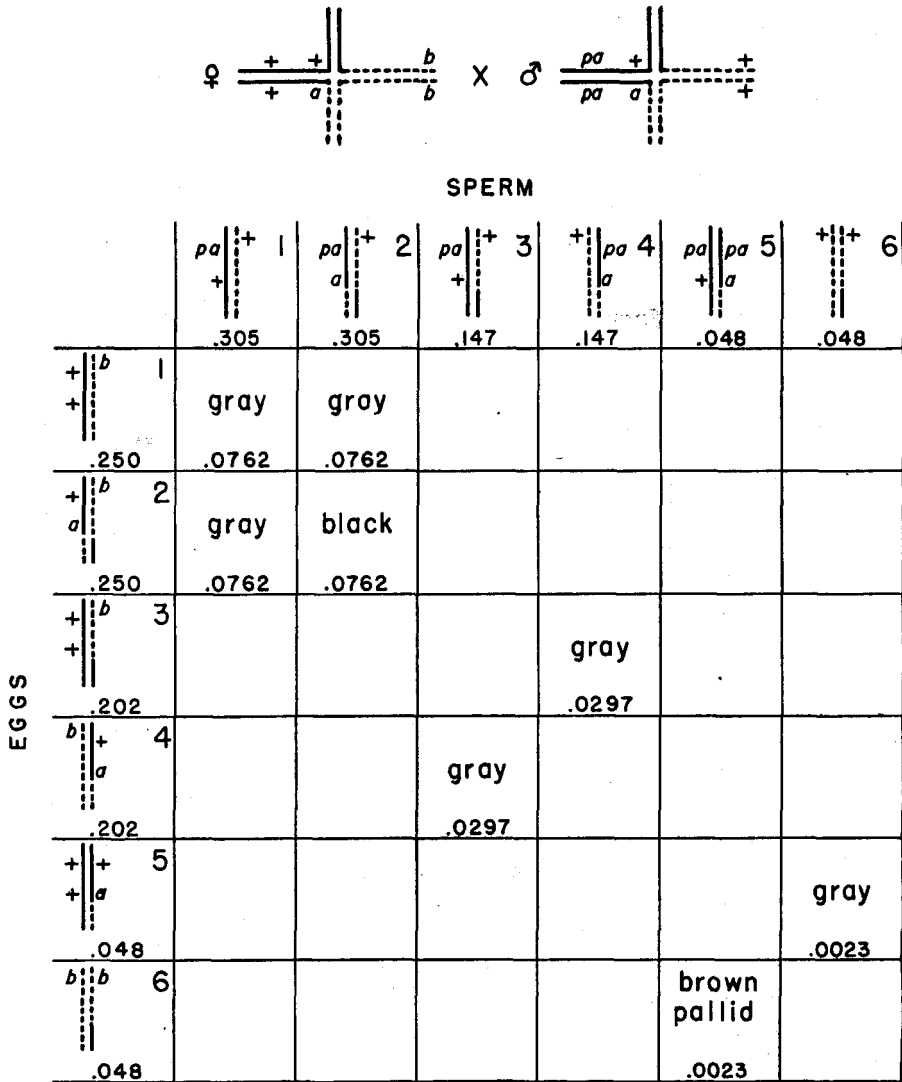 + + b pa + +
♀ X ♂
+ a b pa a +
SPERM
pa + 1 pa + 2 pa + 3 + pa 4 pa pa 5 + + 6
+ a + a + a
.305 .305 .147 .147 .048 .048
+ b 1
+ gray gray
.250 .0762 .0762
+ b 2
a gray black
.250 .0762 .0762
+ b 3
+ gray
.202 .0297
EGGS
b + 4
a gray
.202 .0297
+ + 5
+ a gray
.048 .0023
b b 6 brown
pallid
.048 .0023